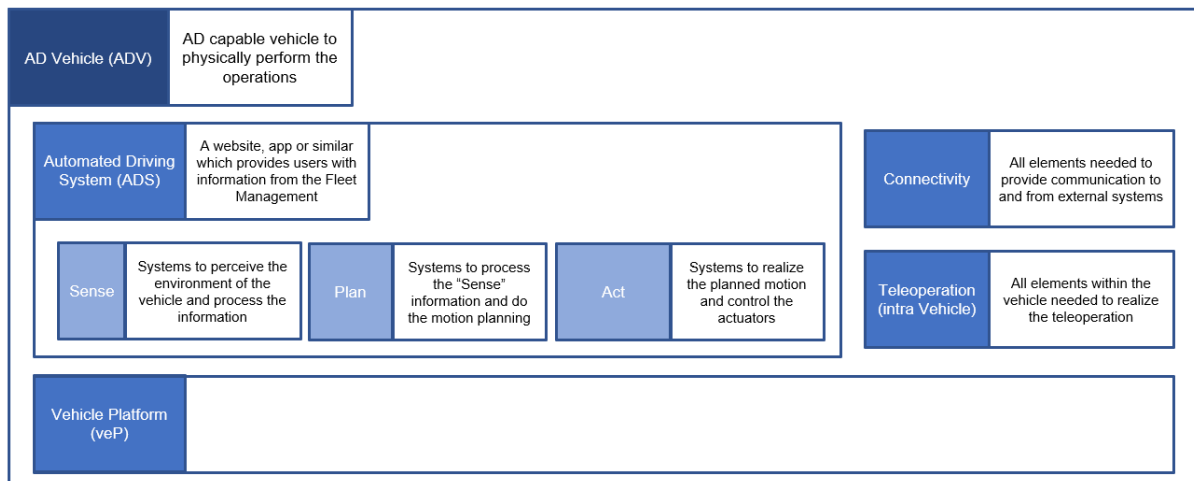 AD Vehicle (ADV)
AD capable vehicle to
physically perform the
operations
Automated Driving
System (ADS)
A website, app or similar
which provides users with
information from the Fleet
Management
Connectivity
All elements needed to
provide communication to
and from external systems
Sense
Systems to perceive the
environment of the
vehicle and process the
information
Plan
Systems to process
the “Sense”
information and do
the motion planning
Act
Systems to realize
the planned motion
and control the
actuators
Teleoperation
(intra Vehicle)
All elements within the
vehicle needed to realize
the teleoperation
Vehicle Platform
(veP)